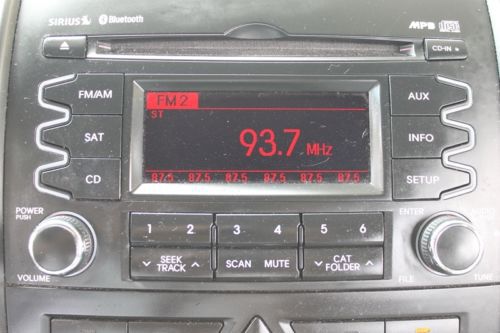 SIRIUS Bluetooth MP3
CD-IN
FM/AM FM 2 AUX
ST
SAT 93.7 MHz INFO
CD 87.5 87.5 87.5 87.5 87.5 87.5 SETUP
POWER PUSH 1 2 3 4 5 6 ENTER
SEEK TRACK SCAN MUTE CAT FOLDER
VOLUME FILE TUNE